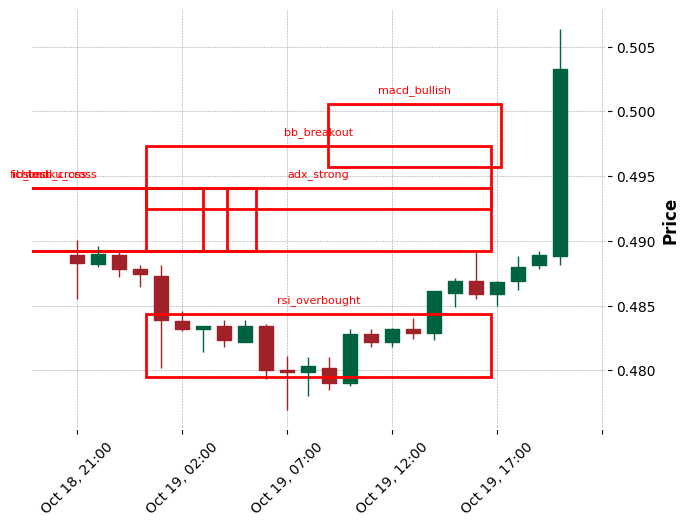 0.505
macd_bullish
0.500
bb_breakout
0.495
adx_strong
0.490
Price
rsi_overbought
0.485
0.480
Oct 18, 21:00
Oct 19, 02:00
Oct 19, 07:00
Oct 19, 12:00
Oct 19, 17:00